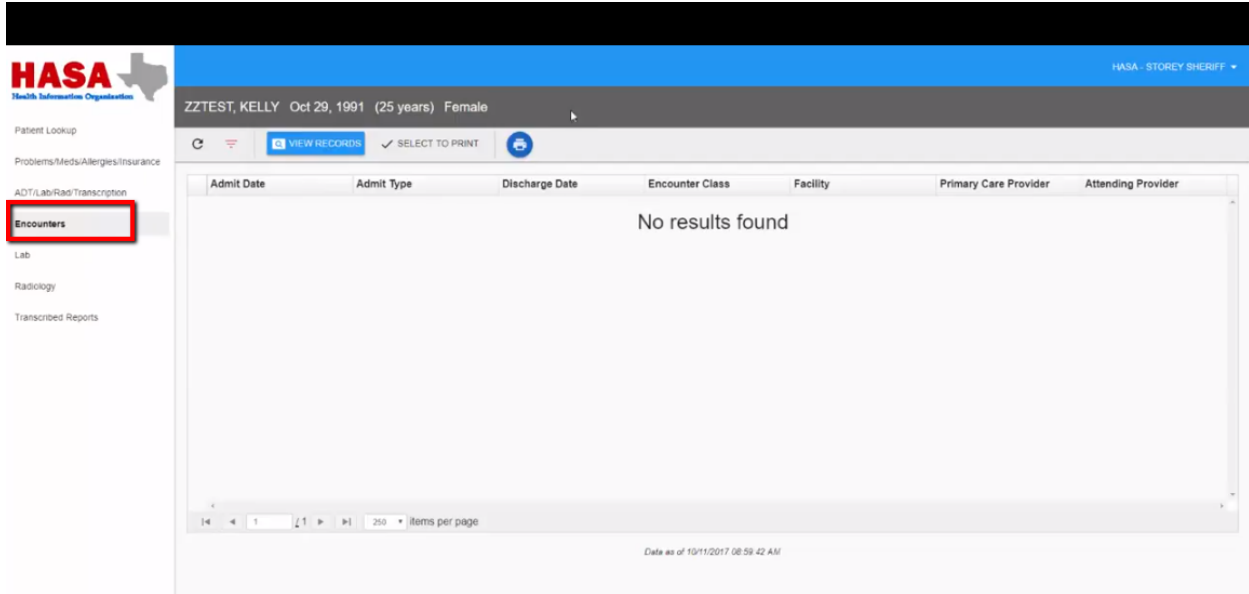 HASA
Health Information Organization
HASA - STOREY SHERIFF
ZZTEST, KELLY Oct 29, 1991 (25 years) Female
Patient Lookup
Problems/Meds/Allergies/Insurance
ADT/Lab/Rad/Transcription
Encounters
Lab
Radiology
Transcribed Reports
VIEW RECORDS SELECT TO PRINT
Admit Date Admit Type Discharge Date Encounter Class Facility Primary Care Provider Attending Provider
No results found
1 / 1 250 items per page
Data as of 10/11/2017 08:59:42 AM